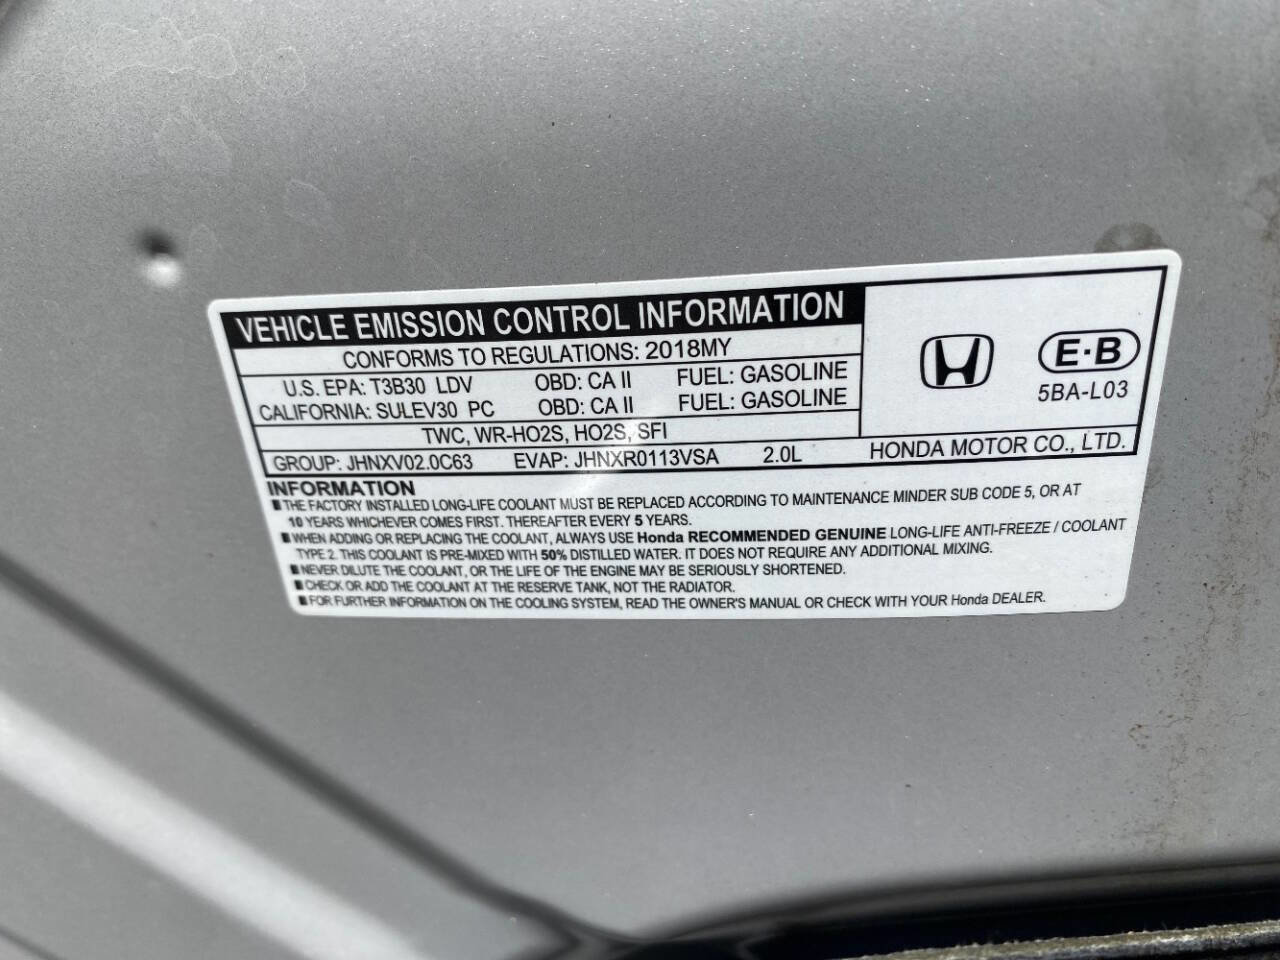 VEHICLE EMISSION CONTROL INFORMATION
CONFORMS TO REGULATIONS: 2018MY
U.S. EPA: T3B30 LDV OBD: CA II FUEL: GASOLINE
CALIFORNIA: SULEV30 PC OBD: CA II FUEL: GASOLINE
TWC, WR-HO2S, HO2S, SFI
GROUP: JHNXV02.0C63 EVAP: JHNXR0113VSA 2.0L
E·B
5BA-L03
HONDA MOTOR CO., LTD.
INFORMATION
■ THE FACTORY INSTALLED LONG-LIFE COOLANT MUST BE REPLACED ACCORDING TO MAINTENANCE MINDER SUB CODE 5, OR AT
10 YEARS WHICHEVER COMES FIRST. THEREAFTER EVERY 5 YEARS.
■ WHEN ADDING OR REPLACING THE COOLANT, ALWAYS USE Honda RECOMMENDED GENUINE LONG-LIFE ANTI-FREEZE / COOLANT
TYPE 2. THIS COOLANT IS PRE-MIXED WITH 50% DISTILLED WATER. IT DOES NOT REQUIRE ANY ADDITIONAL MIXING.
■ NEVER DILUTE THE COOLANT, OR THE LIFE OF THE ENGINE MAY BE SERIOUSLY SHORTENED.
■ CHECK OR ADD THE COOLANT AT THE RESERVE TANK, NOT THE RADIATOR.
■ FOR FURTHER INFORMATION ON THE COOLING SYSTEM, READ THE OWNER'S MANUAL OR CHECK WITH YOUR Honda DEALER.